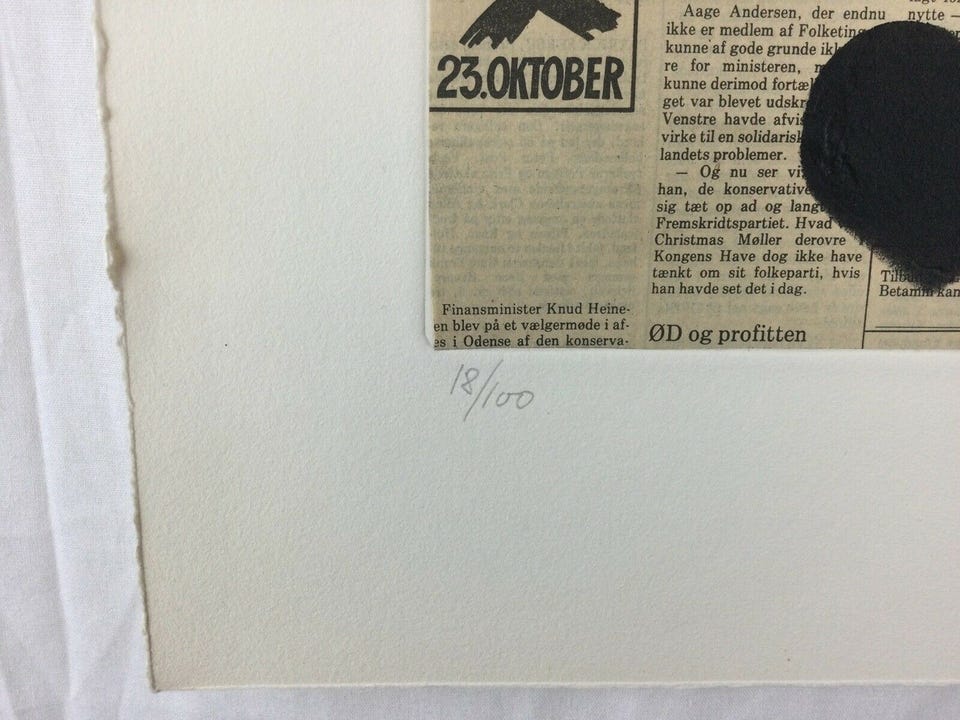 23.OKTOBER
Finansminister Knud Heine-
en blev på et vælgermøde i af-
es i Odense af den konserva-
Aage Andersen, der endnu
ikke er medlem af Folketing
kunne af gode grunde ikk
re for ministeren, m
kunne derimod fortæl
get var blevet udskr
Venstre havde afvis
virke til en solidarisk
landets problemer.
— Og nu ser vi
han, de konservative
sig tæt op ad og langt
Fremskridtspartiet. Hvad
Christmas Møller derovre i
Kongens Have dog ikke have
tænkt om sit folkeparti, hvis
han havde set det i dag.
ØD og profitten
nytte —
Betamin kan
18/100